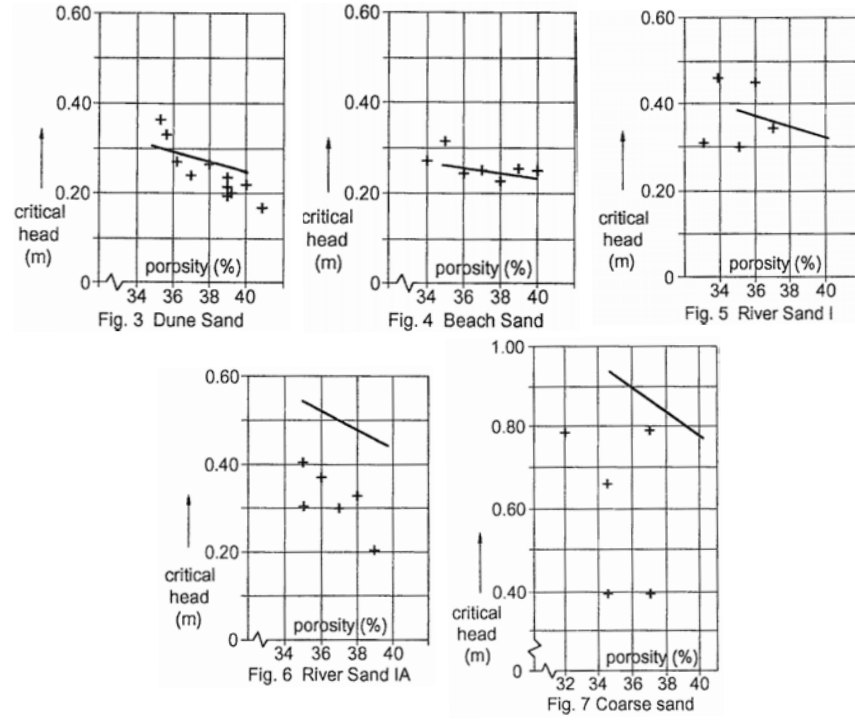 0.60
0.40
0.20
0
critical
head
(m)
porosity (%)
34 36 38 40
Fig. 3 Dune Sand
0.60
0.40
0.20
0
critical
head
(m)
porosity (%)
34 36 38 40
Fig. 4 Beach Sand
0.60
0.40
0.20
0
critical
head
(m)
porosity (%)
34 36 38 40
Fig. 5 River Sand I
0.60
0.40
0.20
0
critical
head
(m)
porosity (%)
34 36 38 40
Fig. 6 River Sand IA
1.00
0.80
0.60
0.40
0
critical
head
(m)
porosity (%)
32 34 36 38 40
Fig. 7 Coarse sand